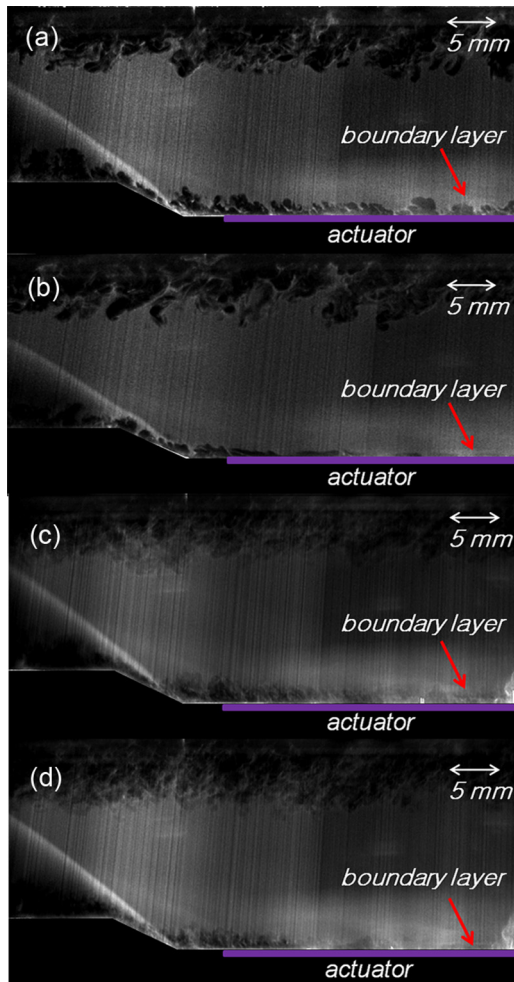 (a)
5 mm
boundary layer
actuator
(b)
5 mm
boundary layer
actuator
(c)
5 mm
boundary layer
actuator
(d)
5 mm
boundary layer
actuator